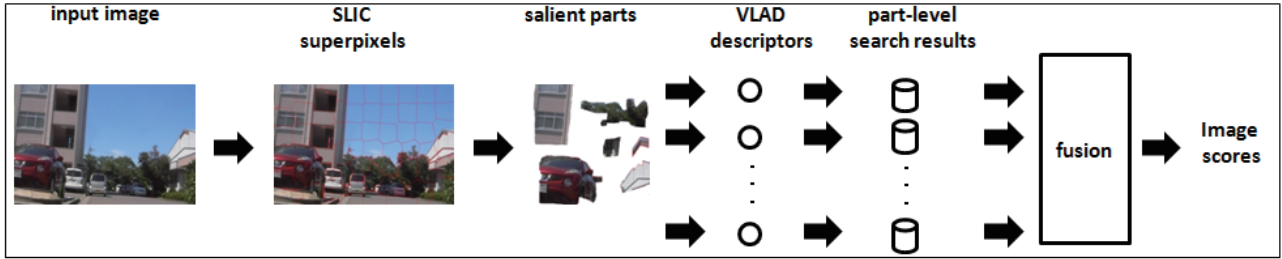 input image
SLIC
superpixels
salient parts
VLAD
descriptors
part-level
search results
fusion
Image
scores